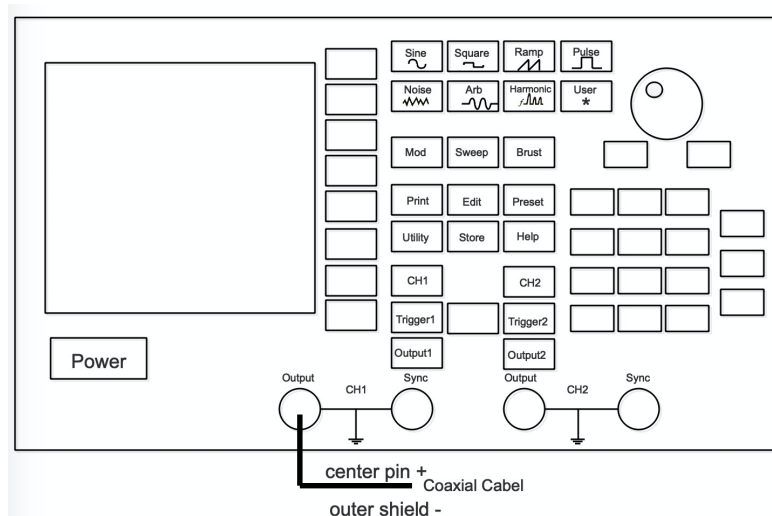 Sine Square Ramp Pulse
Noise Arb Harmonic User
*
Mod Sweep Brust
Print Edit Preset
Utility Store Help
CH1 CH2
Trigger1 Trigger2
Output1 Output2
Power
Output CH1 Sync Output CH2 Sync
center pin +
Coaxial Cabel
outer shield -